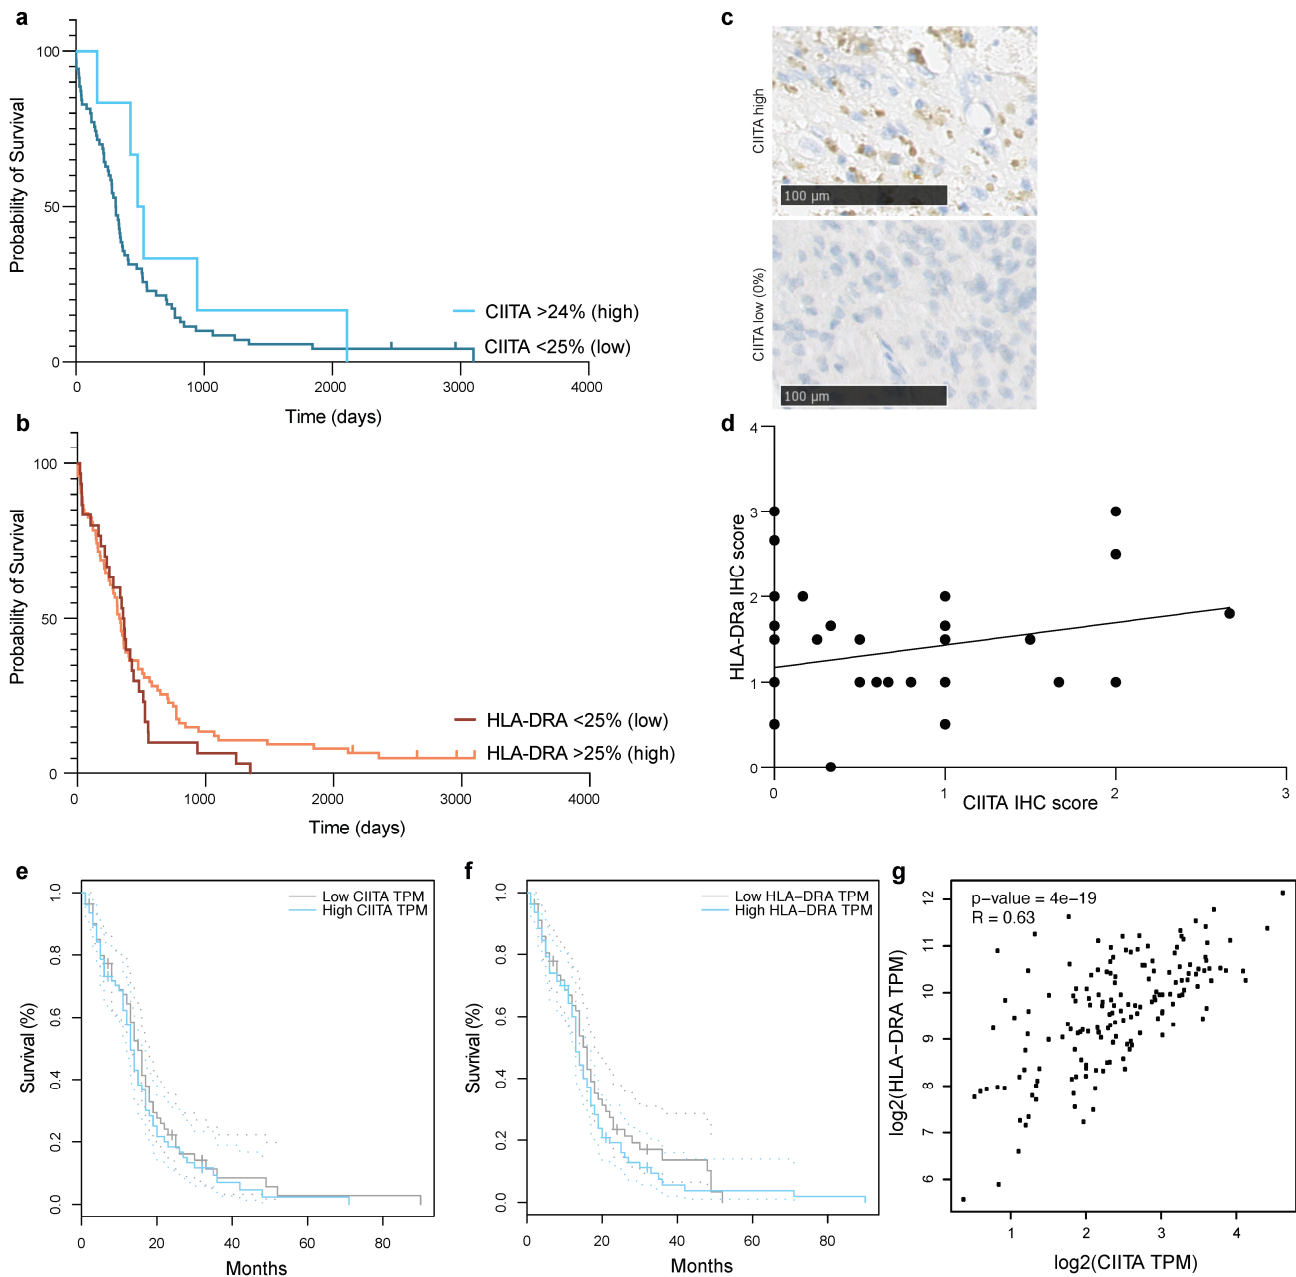 a
100
50
0
Probability of Survival
CIITA >24% (high)
CIITA <25% (low)
0 1000 2000 3000 4000
Time (days)
b
100
50
0
Probability of Survival
HLA-DRA <25% (low)
HLA-DRA >25% (high)
0 1000 2000 3000 4000
Time (days)
c
CIITA high
100 µm
CIITA low (0%)
100 µm
d
4
3
2
1
0
HLA-DRa IHC score
0 1 2 3
CIITA IHC score
e
1.0
0.8
0.6
0.4
0.2
0.0
Survival (%)
Low CIITA TPM
High CIITA TPM
0 20 40 60 80
Months
f
1.0
0.8
0.6
0.4
0.2
0.0
Suvrival (%)
Low HLA−DRA TPM
High HLA−DRA TPM
0 20 40 60 80
Months
g
12
11
10
9
8
7
6
log2(HLA−DRA TPM)
p−value = 4e−19
R = 0.63
1 2 3 4
log2(CIITA TPM)